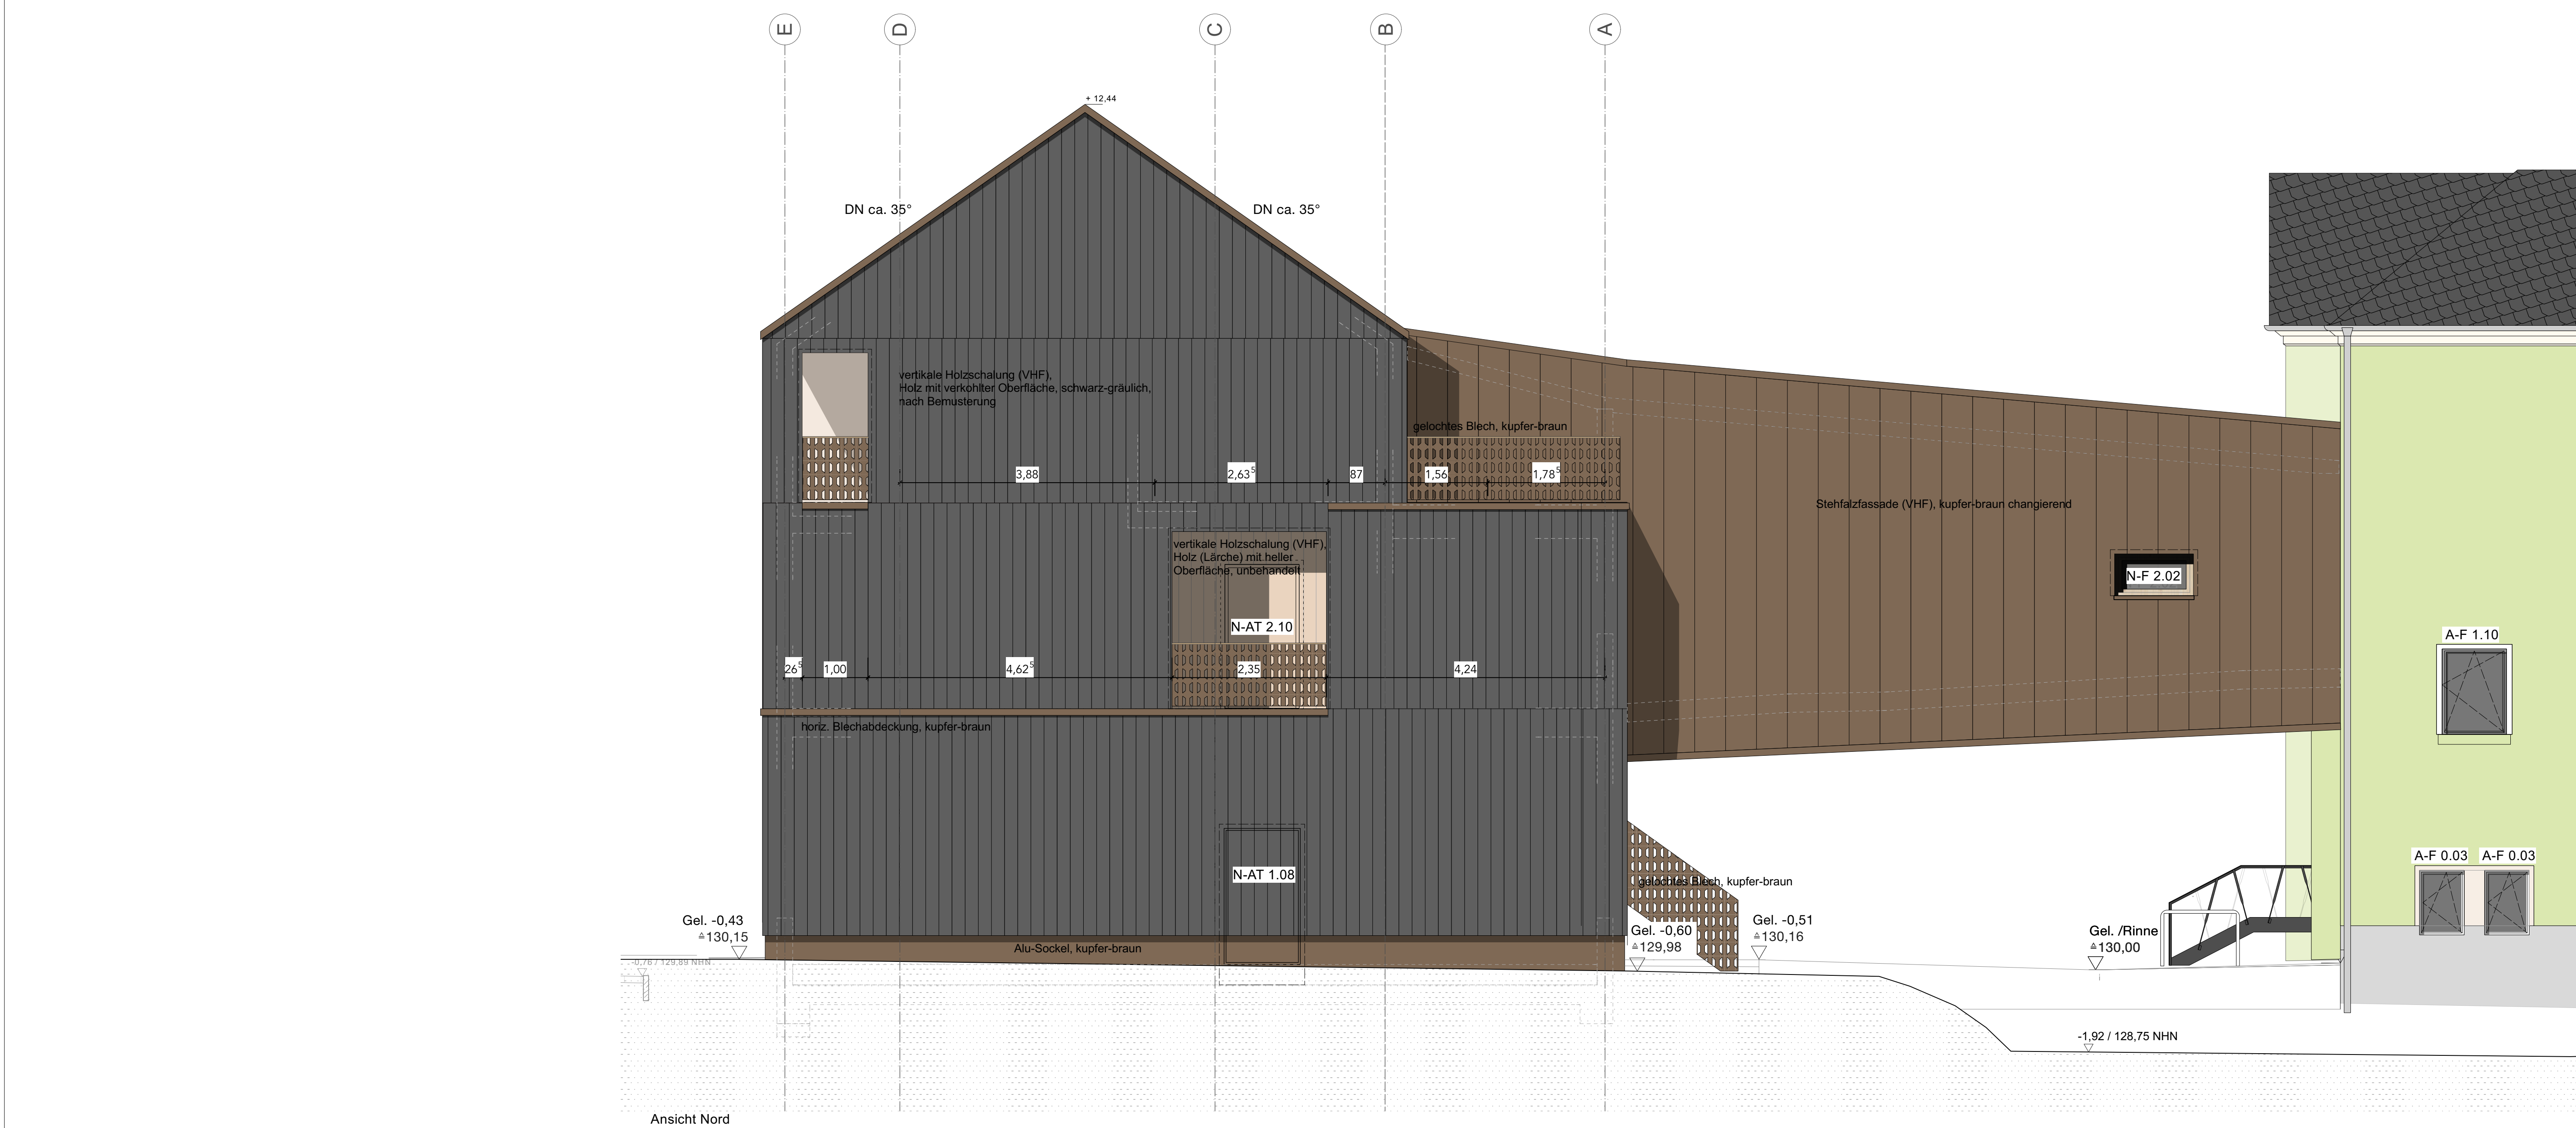 E
D
C
B
A
+ 12,44
DN ca. 35°
DN ca. 35°
vertikale Holzschalung (VHF),
Holz mit verkohlter Oberfläche, schwarz-gräulich,
nach Bemusterung
gelochtes Blech, kupfer-braun
3,88
2,63⁵
87
1,56
1,78⁵
Stehfalzfassade (VHF), kupfer-braun changierend
vertikale Holzschalung (VHF),
Holz (Lärche) mit heller
Oberfläche, unbehandelt
N-F 2.02
N-AT 2.10
A-F 1.10
26⁵
1,00
4,62⁵
2,35
4,24
horiz. Blechabdeckung, kupfer-braun
A-F 0.03
A-F 0.03
N-AT 1.08
gelochtes Blech, kupfer-braun
Gel. -0,43
≙130,15
Gel. -0,60
≙129,98
Gel. -0,51
≙130,16
Gel. /Rinne
≙130,00
Alu-Sockel, kupfer-braun
-0,76 / 129,89 NHN
-1,92 / 128,75 NHN
Ansicht Nord